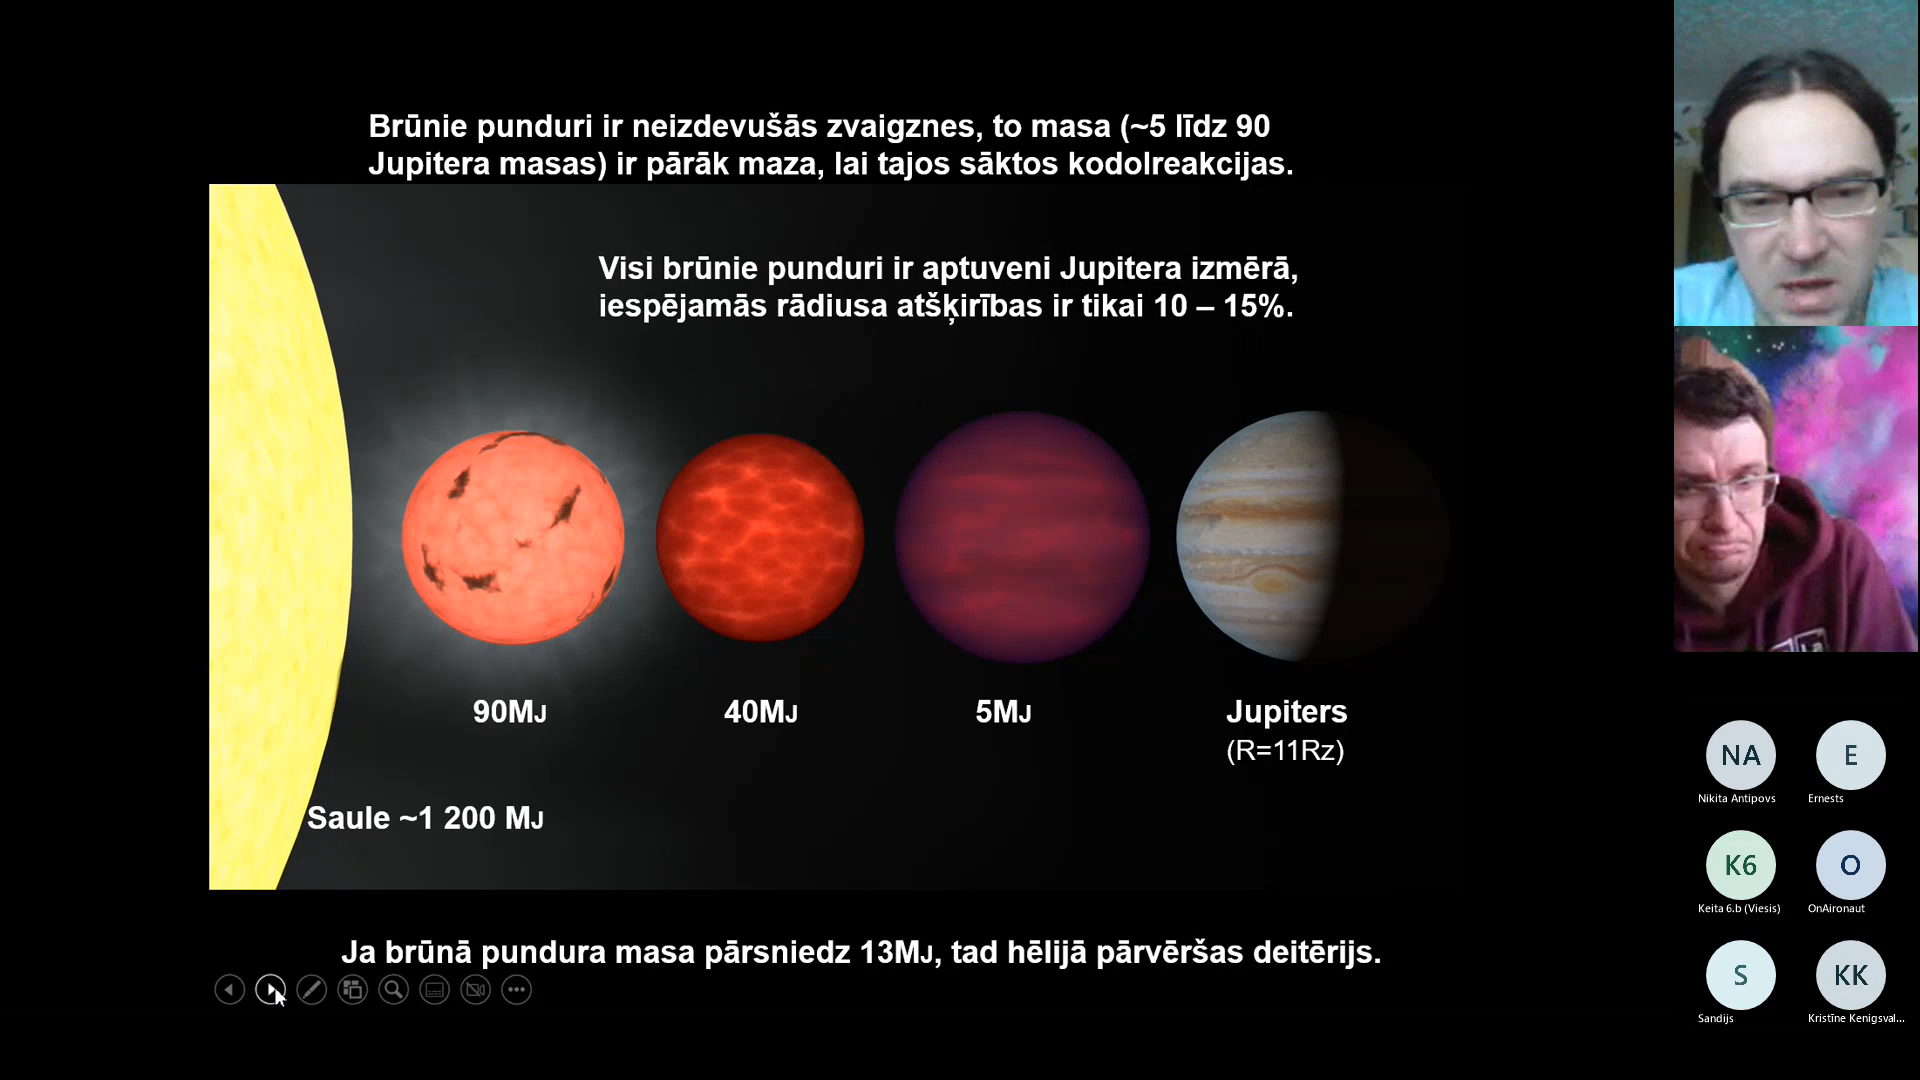 Brūnie punduri ir neizdevušās zvaigznes, to masa (~5 līdz 90
Jupitera masas) ir pārāk maza, lai tajos sāktos kodolreakcijas.
Visi brūnie punduri ir aptuveni Jupitera izmērā,
iespējamās rādiusa atšķirības ir tikai 10 – 15%.
90MJ
40MJ
5MJ
Jupiters
(R=11Rz)
Saule ~1 200 MJ
Ja brūnā pundura masa pārsniedz 13MJ, tad hēlijā pārvēršas deitērijs.
NA
E
Nikita Antipovs
Ernests
K6
O
Keita 6.b (Viesis)
OnAironaut
S
KK
Sandijs
Kristīne Kenigsval...